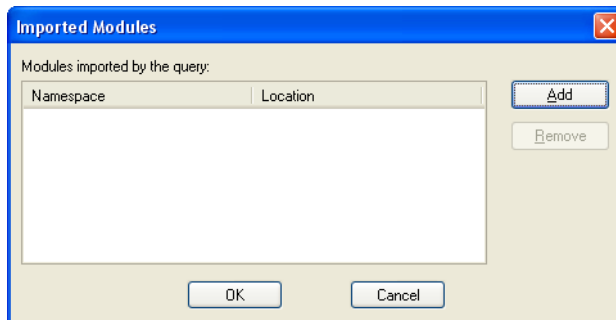 Imported Modules
Modules imported by the query:
Namespace Location
Add
Remove
OK Cancel